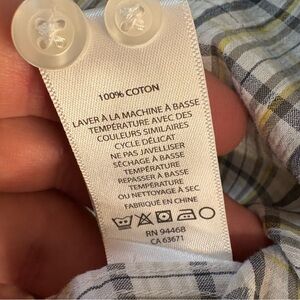 100% COTON
LAVER À LA MACHINE À BASSE
TEMPÉRATURE AVEC DES
COULEURS SIMILAIRES
CYCLE DÉLICAT
NE PAS JAVELLISER
SÉCHAGE À BASSE
TEMPÉRATURE
REPASSER À BASSE
TEMPÉRATURE
OU NETTOYAGE À SEC
FABRIQUÉ EN CHINE
RN 94468
CA 63671